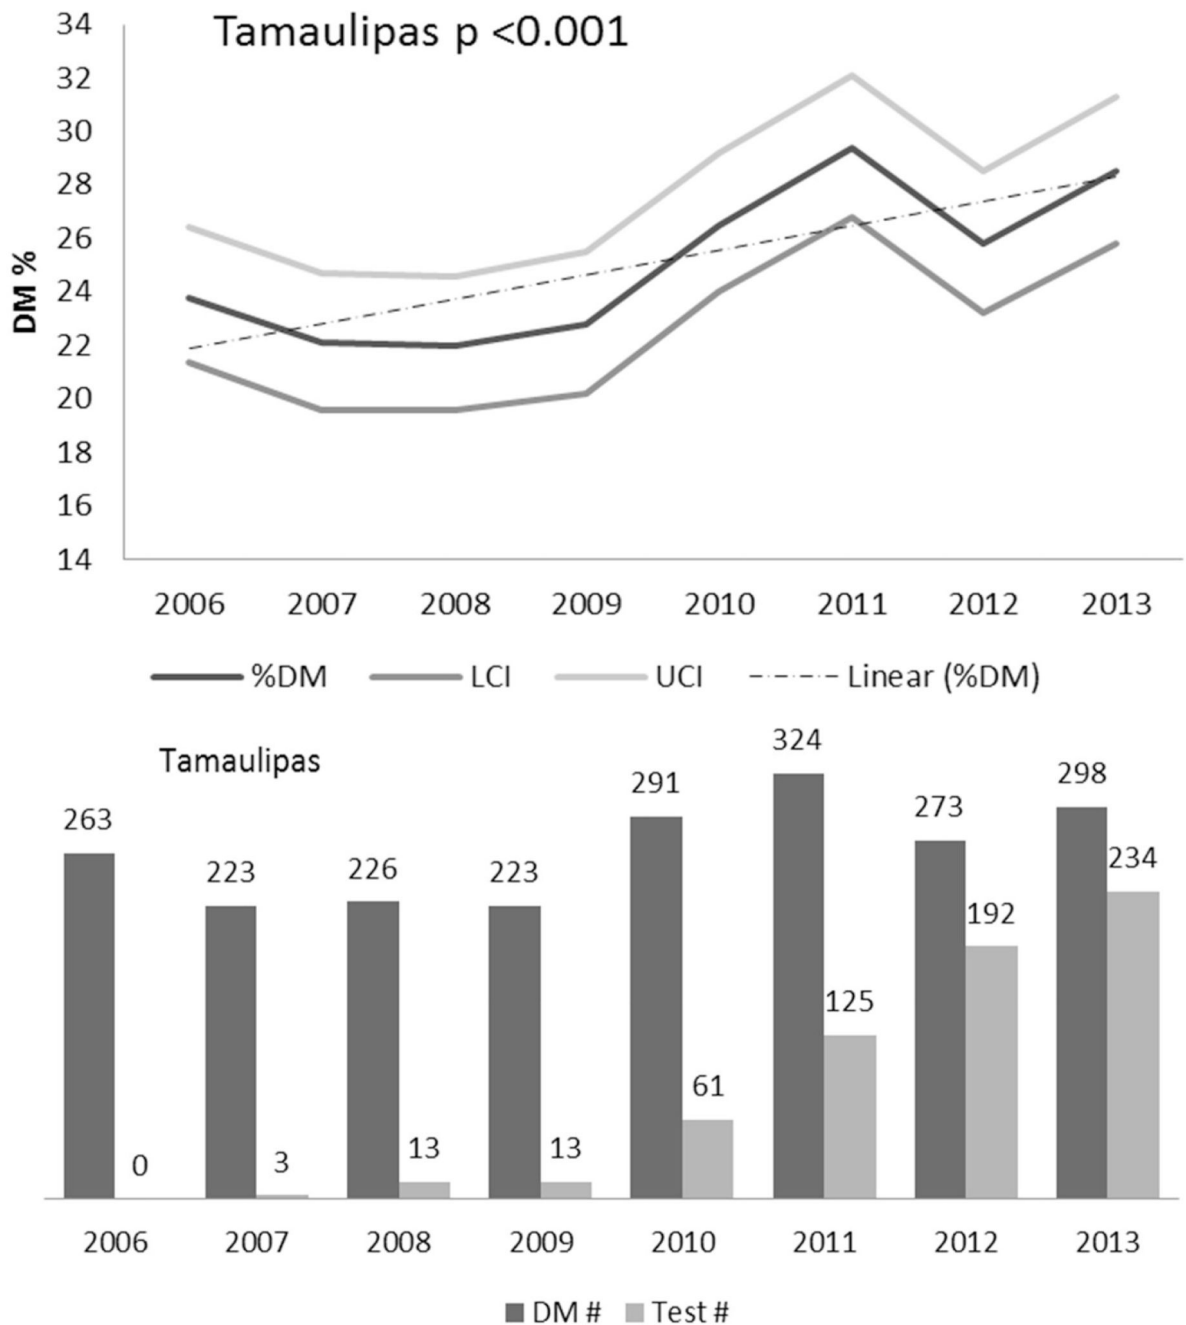 Tamaulipas p <0.001
34
32
30
28
26
24
22
20
18
16
14
DM %
2006 2007 2008 2009 2010 2011 2012 2013
%DM LCI UCI Linear (%DM)
Tamaulipas
263 223 226 223 291 324 273 298
0 3 13 13 61 125 192 234
2006 2007 2008 2009 2010 2011 2012 2013
DM # Test #